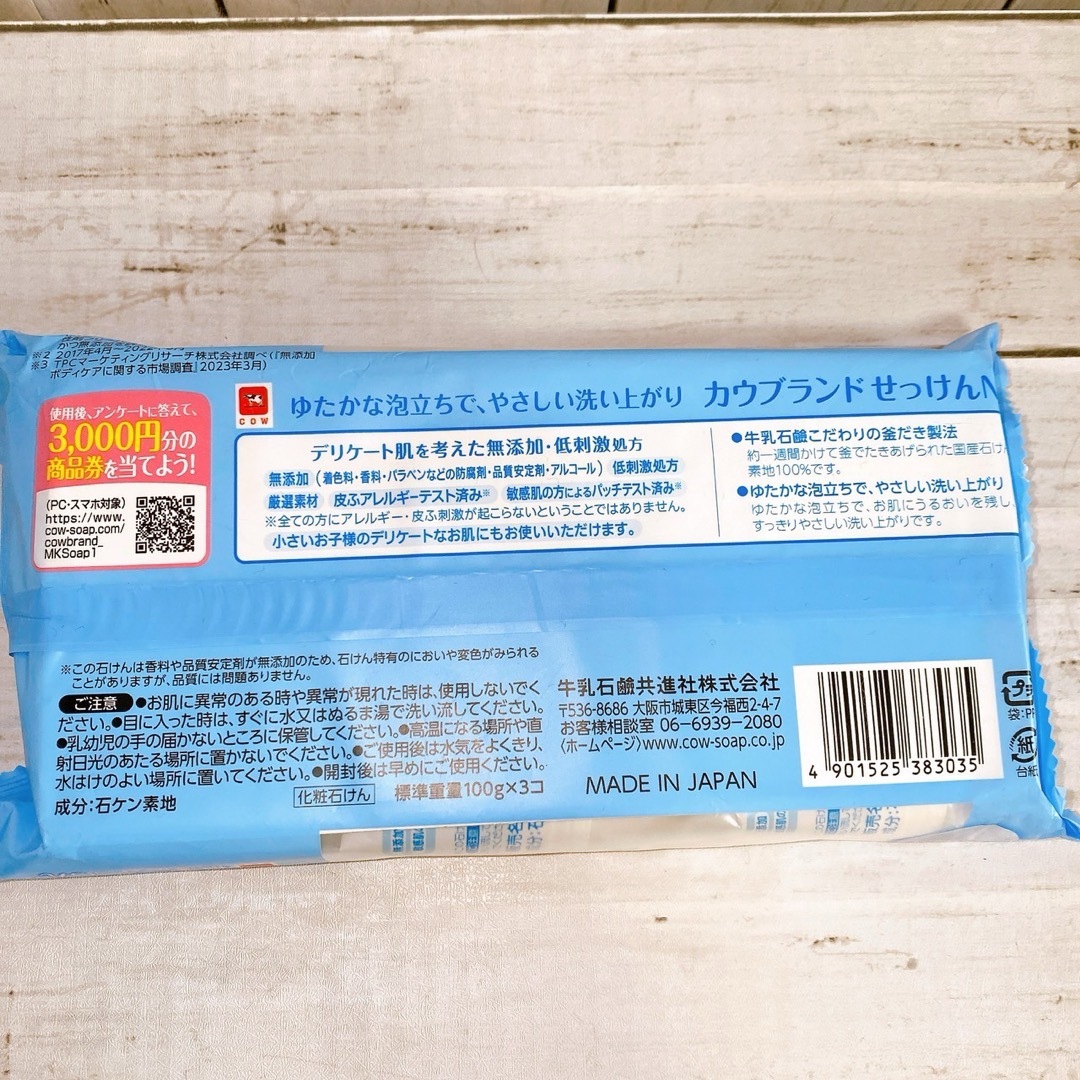 かつ無添加
※2 2017年4月~2022年
※3 TPCマーケティングリサーチ株式会社調べ(『無添加
ボディケアに関する市場調査』2023年3月)
使用後、アンケートに答えて、
3,000円分の
商品券を当てよう!
(PC・スマホ対象)
https://www.
cow-soap.com/
cowbrand_
MKSoap1
COW
ゆたかな泡立ちで、やさしい洗い上がり カウブランド せっけんN
デリケート肌を考えた無添加・低刺激処方
無添加(着色料・香料・パラベンなどの防腐剤・品質安定剤・アルコール) 低刺激処方
厳選素材 皮ふアレルギーテスト済み※ 敏感肌の方によるパッチテスト済み※
※全ての方にアレルギー・皮ふ刺激が起こらないということではありません。
小さいお子様のデリケートなお肌にもお使いいただけます。
●牛乳石鹼こだわりの釜だき製法
約一週間かけて釜でたきあげられた国産石け
素地100%です。
●ゆたかな泡立ちで、やさしい洗い上がり
ゆたかな泡立ちで、お肌にうるおいを残し
すっきりやさしい洗い上がりです。
※この石けんは香料や品質安定剤が無添加のため、石けん特有のにおいや変色がみられる
ことがありますが、品質には問題ありません。
ご注意 ●お肌に異常のある時や異常が現れた時は、使用しないでく
ださい。●目に入った時は、すぐに水又はぬるま湯で洗い流してください。
●乳幼児の手の届かないところに保管してください。●高温になる場所や直
射日光のあたる場所に置かないでください。●ご使用後は水気をよくきり、
水はけのよい場所に置いてください。●開封後は早めにご使用ください。
成分:石ケン素地
化粧石けん 標準重量100g×3コ
牛乳石鹼共進社株式会社
〒536-8686 大阪市城東区今福西2-4-7
お客様相談室 06-6939-2080
〈ホームページ〉www.cow-soap.co.jp
MADE IN JAPAN
4 901525 383035
プラ
袋:PP
紙
台紙